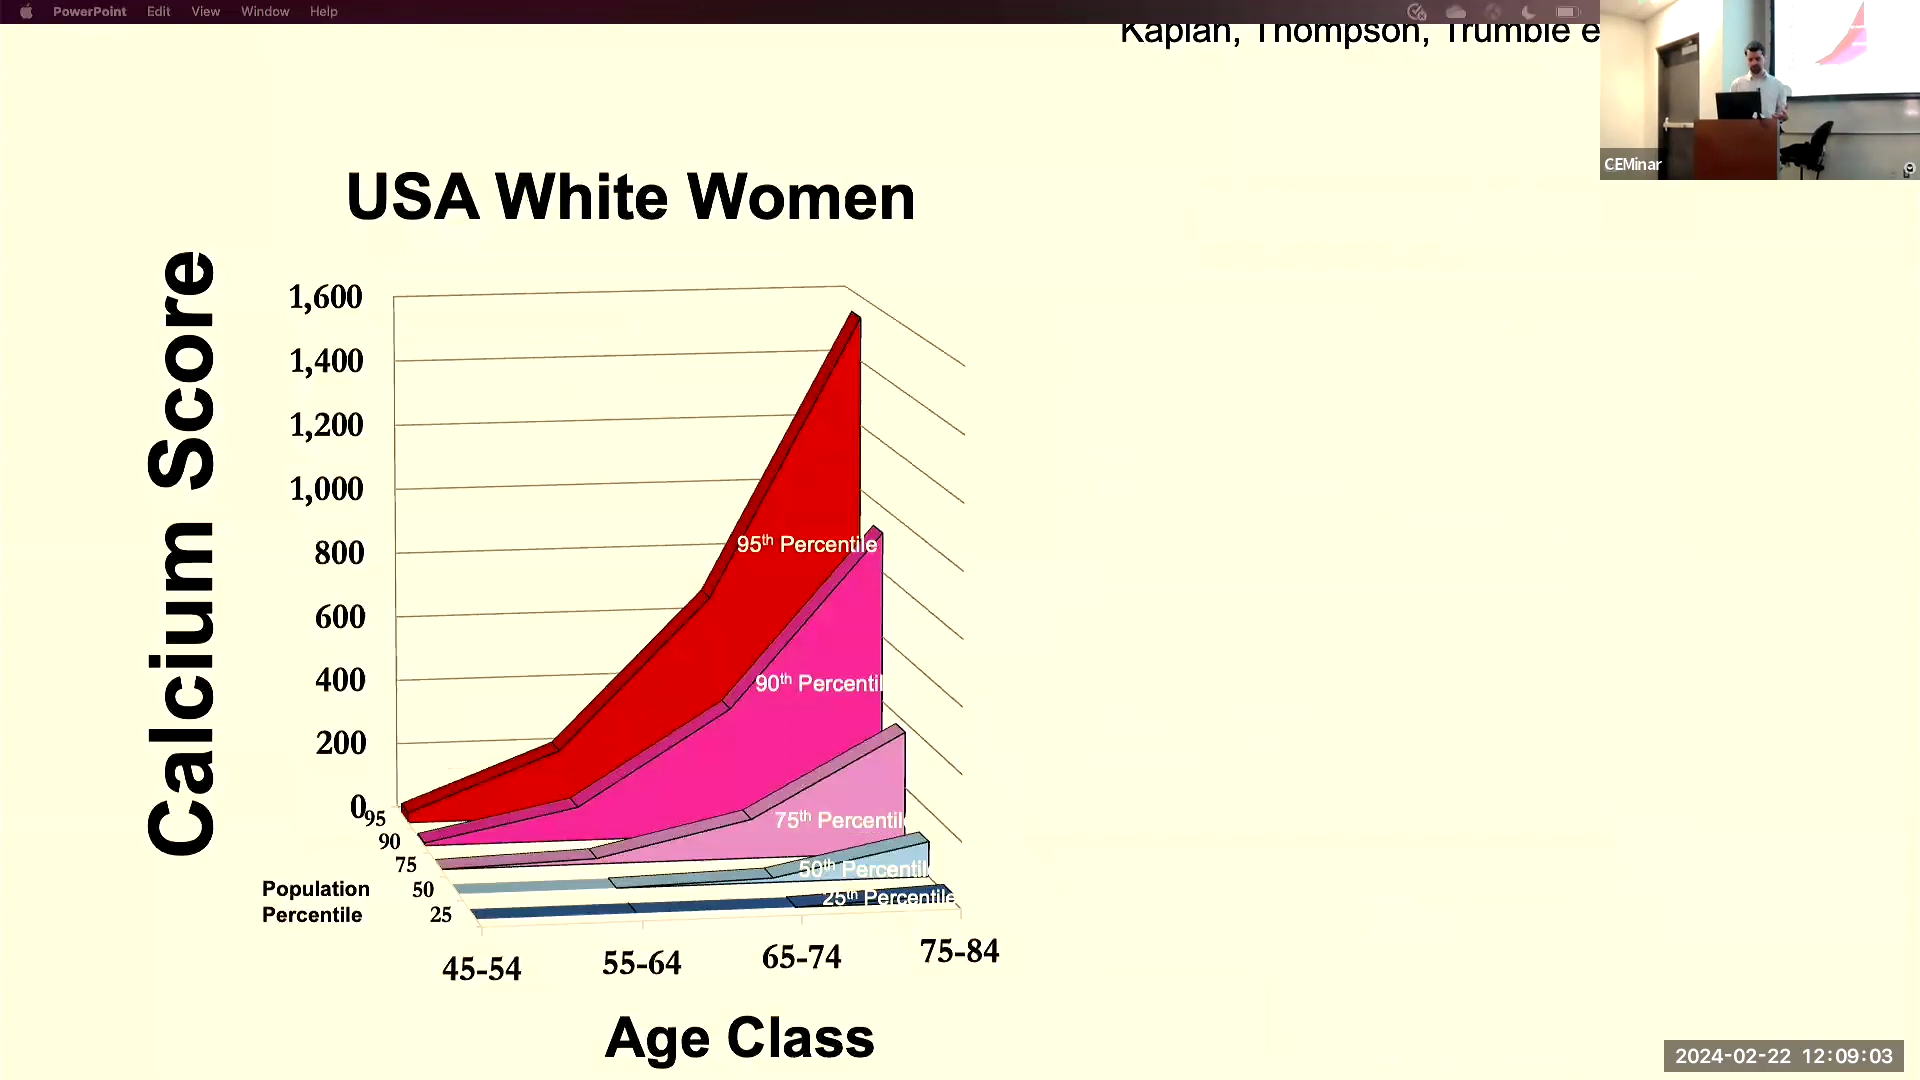 PowerPoint Edit View Window Help
Kaplan, Thompson, Trumble e
CEMinar
USA White Women
Calcium Score
1,600
1,400
1,200
1,000
800
600
400
200
0
95th Percentile
90th Percentil
75th Percentil
50th Percentil
25th Percentile
95
90
75
50
25
Population
Percentile
45-54 55-64 65-74 75-84
Age Class
2024-02-22 12:09:03